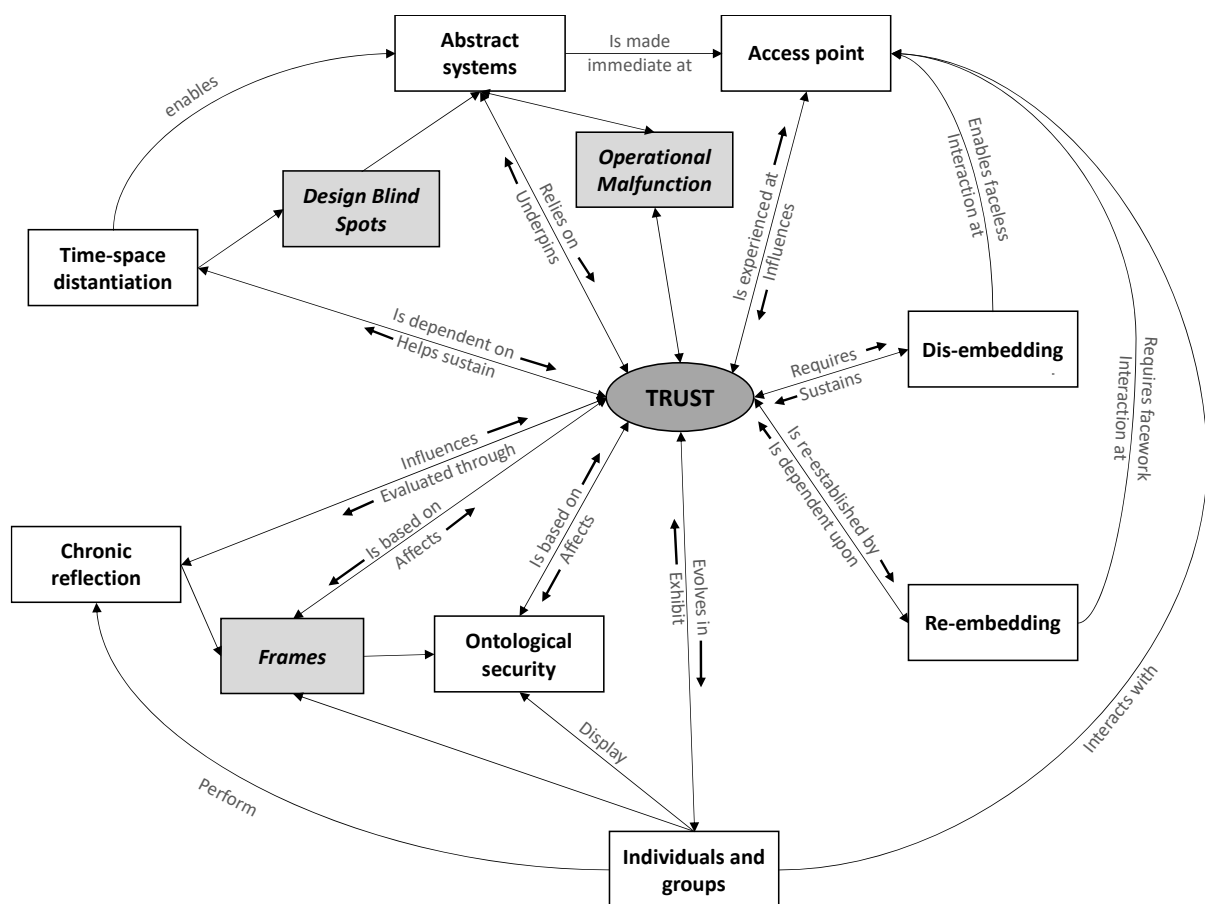 Abstract
systems
Is made
immediate at
Access point
enables
Operational
Malfunction
Design Blind
Spots
Relies on
Underpins
Is experienced at
Influences
Enables faceless
Interaction at
Time-space
distantiation
Is dependent on
Helps sustain
Dis-embedding
.
Requires
Sustains
TRUST
Requires facework
Interaction at
Influences
Evaluated through
Is re-established by
Is dependent upon
Is based on
Affects
Is based on
Affects
Chronic
reflection
Evolves in
Exhibit
Frames
Ontological
security
Re-embedding
Interacts with
Display
Perform
Individuals and
groups